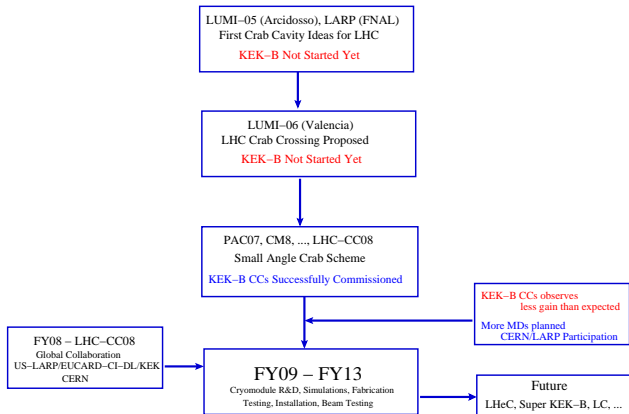 LUMI–05 (Arcidosso), LARP (FNAL)
First Crab Cavity Ideas for LHC
KEK–B Not Started Yet
LUMI–06 (Valencia)
LHC Crab Crossing Proposed
KEK–B Not Started Yet
PAC07, CM8, ..., LHC–CC08
Small Angle Crab Scheme
KEK–B CCs Successfully Commissioned
KEK–B CCs observes
less gain than expected
More MDs planned
CERN/LARP Participation
FY08 – LHC–CC08
Global Collaboration
US–LARP/EUCARD–CI–DL/KEK
CERN
FY09 – FY13
Cryomodule R&D, Simulations, Fabrication
Testing, Installation, Beam Testing
Future
LHeC, Super KEK–B, LC, ...